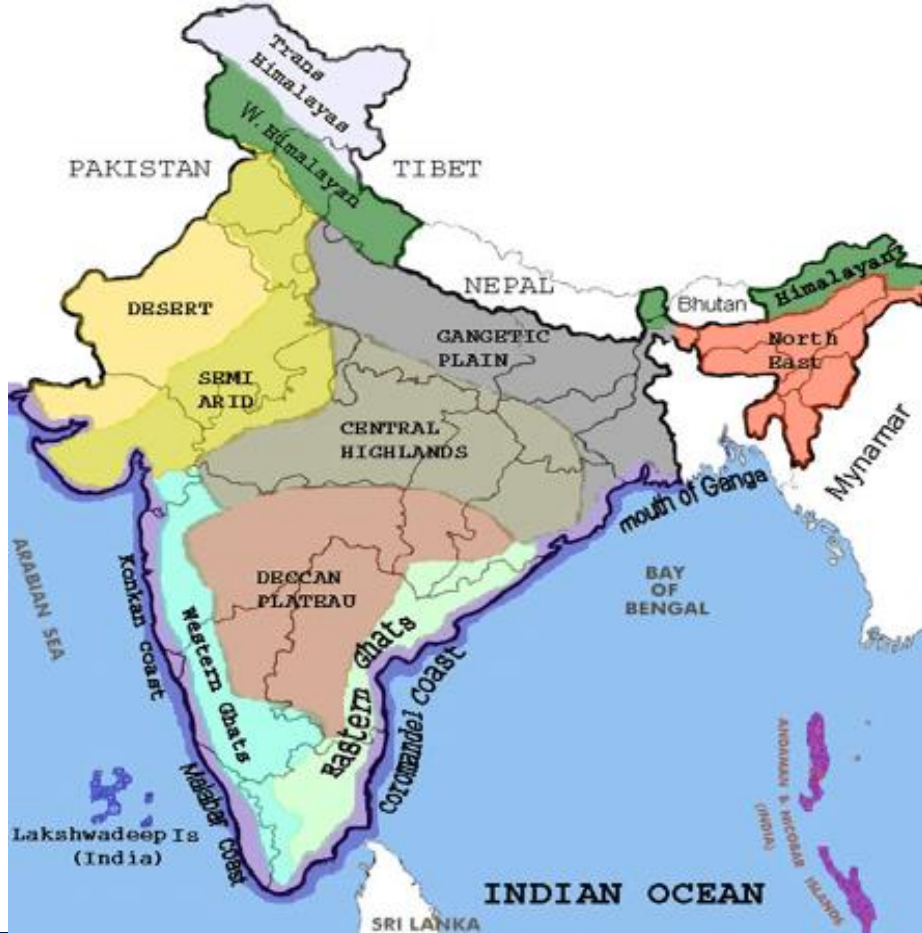 Trans
Himalayas
W. Himalayan
PAKISTAN
TIBET
NEPAL
Bhutan
Himalayan
DESERT
GANGETIC
PLAIN
North
East
SEMI
ARID
CENTRAL
HIGHLANDS
Mynamar
mouth of Ganga
ARABIAN SEA
Konkan coast
DECCAN
PLATEAU
BAY
OF
BENGAL
Western Ghats
Eastern Ghats
Coromandel Coast
Malabar coast
Lakshwadeep Is
(India)
ANDAMAN & NICOBAR ISLANDS
(INDIA)
INDIAN OCEAN
SRI LANKA